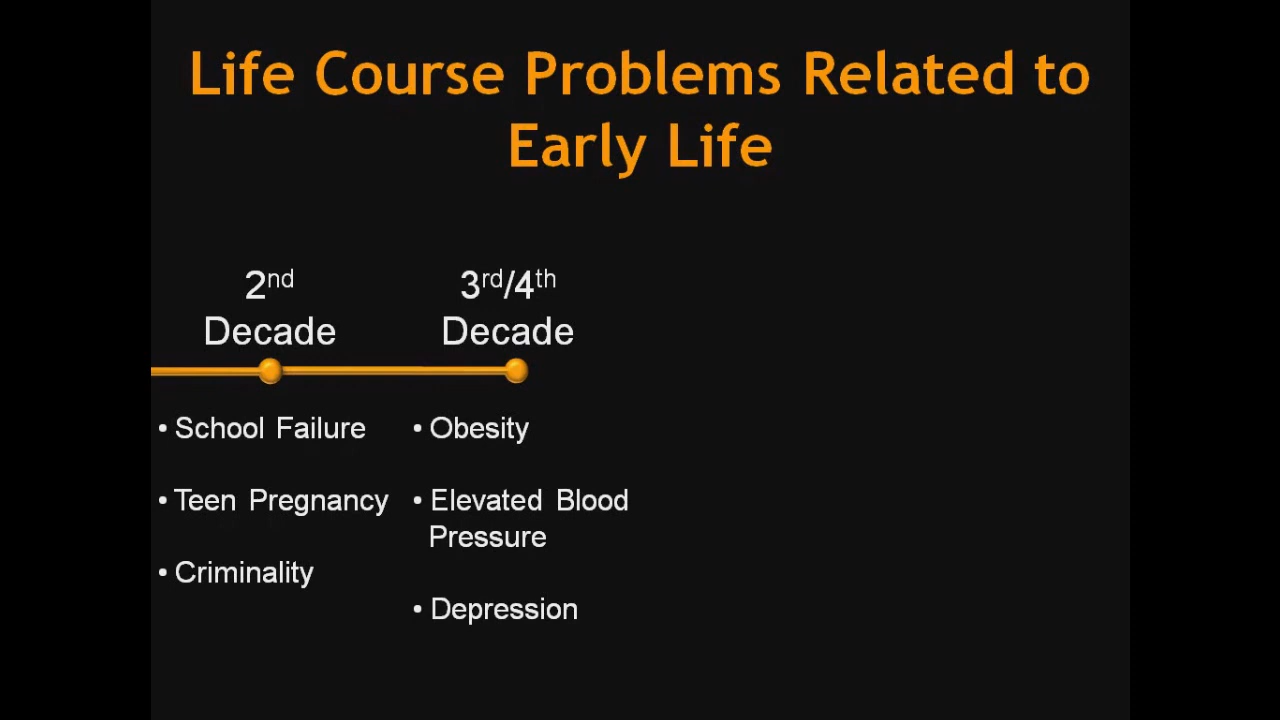 Life Course Problems Related to
Early Life
2nd
Decade
• School Failure
• Teen Pregnancy
• Criminality
3rd/4th
Decade
• Obesity
• Elevated Blood
Pressure
• Depression